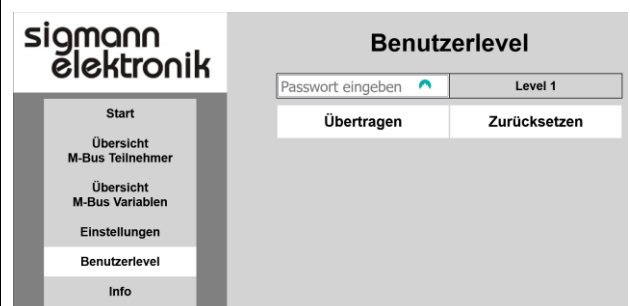 sigmann
elektronik
Benutzerlevel
Passwort eingeben
Level 1
Übertragen
Zurücksetzen
Start
Übersicht
M-Bus Teilnehmer
Übersicht
M-Bus Variablen
Einstellungen
Benutzerlevel
Info